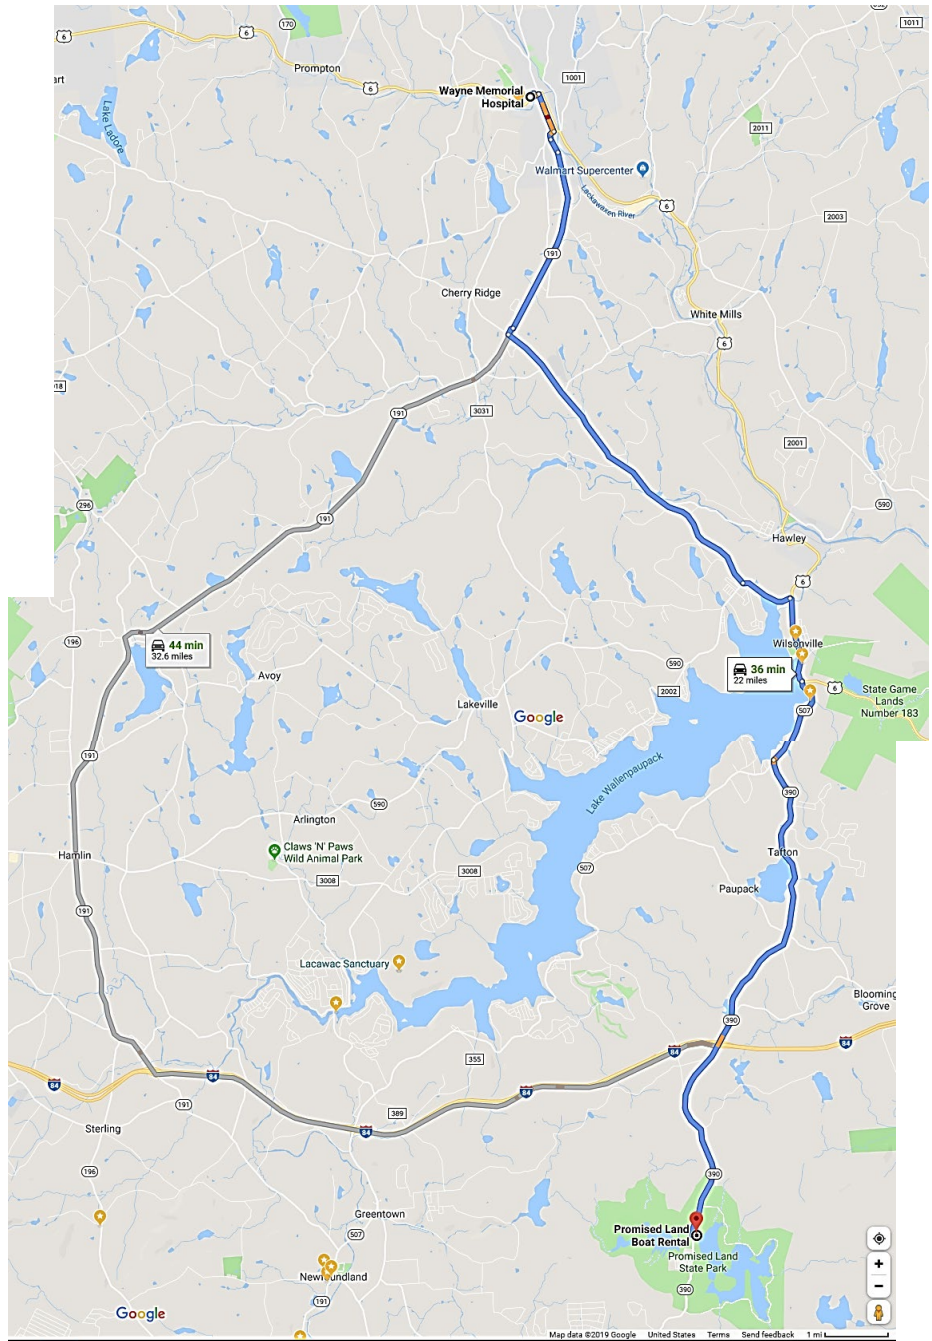 170
6
6
1011
Prompton
6
art
Wayne Memorial
Hospital
1001
Lake Ladore
2011
Walmart Supercenter
Lackawaxen River
6
2003
191
Cherry Ridge
White Mills
6
191
3031
2001
296
191
590
Hawley
6
196
44 min
32.6 miles
Wilsonville
590
36 min
22 miles
6
Avoy
2002
State Game
Lands
Number 183
Lakeville
Google
507
191
Lake Wallenpaupack
390
590
Arlington
Claws 'N' Paws
Wild Animal Park
Hamlin
Tafton
507
3008
3008
Paupack
191
Lacawac Sanctuary
Blooming
Grove
390
84
84
355
84
84
84
191
389
84
Sterling
196
390
Greentown
507
Promised Land
Boat Rental
Promised Land
State Park
Newfoundland
390
191
Google
Map data ©2019 Google
United States
Terms
Send feedback
1 mi